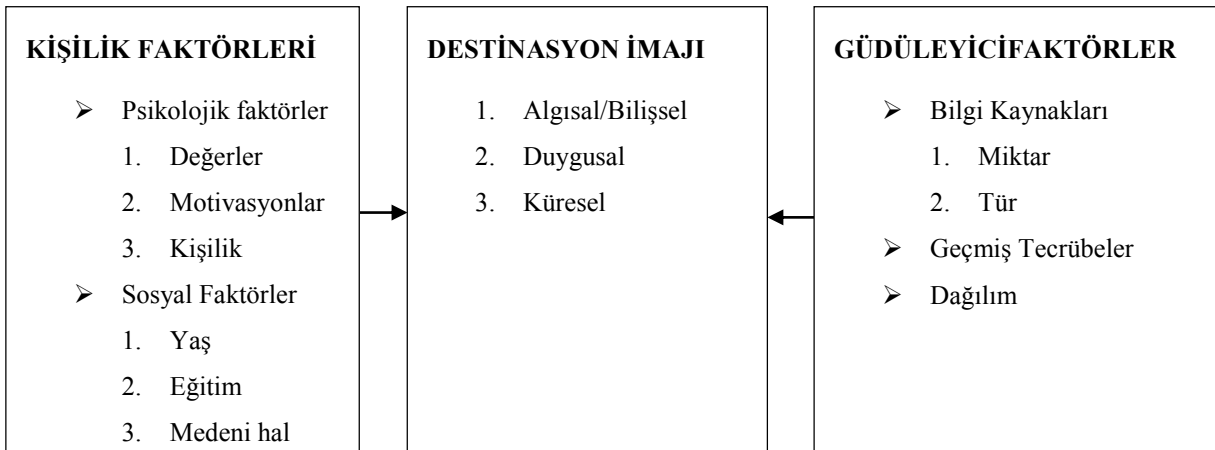 KİŞİLİK FAKTÖRLERİ
➢ Psikolojik faktörler
1. Değerler
2. Motivasyonlar
3. Kişilik
➢ Sosyal Faktörler
1. Yaş
2. Eğitim
3. Medeni hal
DESTİNASYON İMAJI
1. Algısal/Bilişsel
2. Duygusal
3. Küresel
GÜDÜLEYİCİFAKTÖRLER
➢ Bilgi Kaynakları
1. Miktar
2. Tür
➢ Geçmiş Tecrübeler
➢ Dağılım